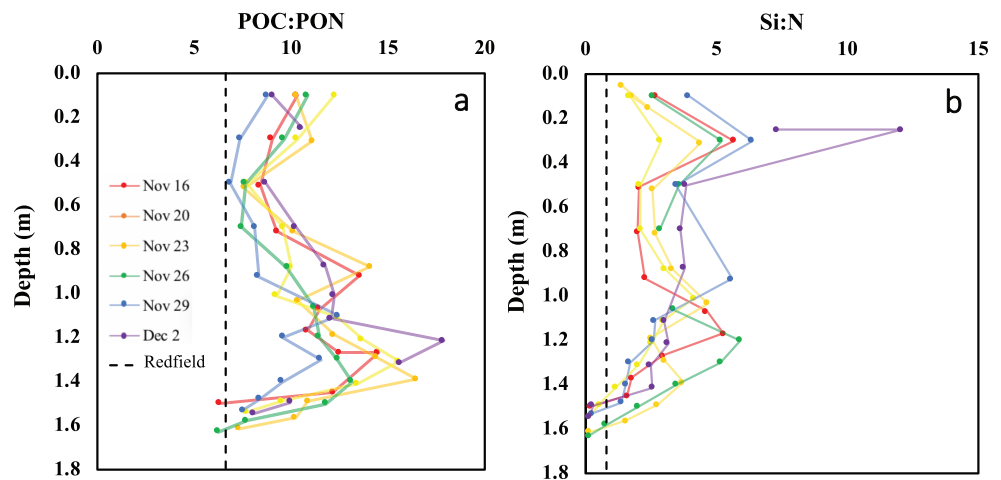 POC:PON
Si:N
0 5 10 15 20
0 5 10 15
a
b
Depth (m)
0.0
0.2
0.4
0.6
0.8
1.0
1.2
1.4
1.6
1.8
Nov 16
Nov 20
Nov 23
Nov 26
Nov 29
Dec 2
Redfield
Depth (m)
0.0
0.2
0.4
0.6
0.8
1.0
1.2
1.4
1.6
1.8